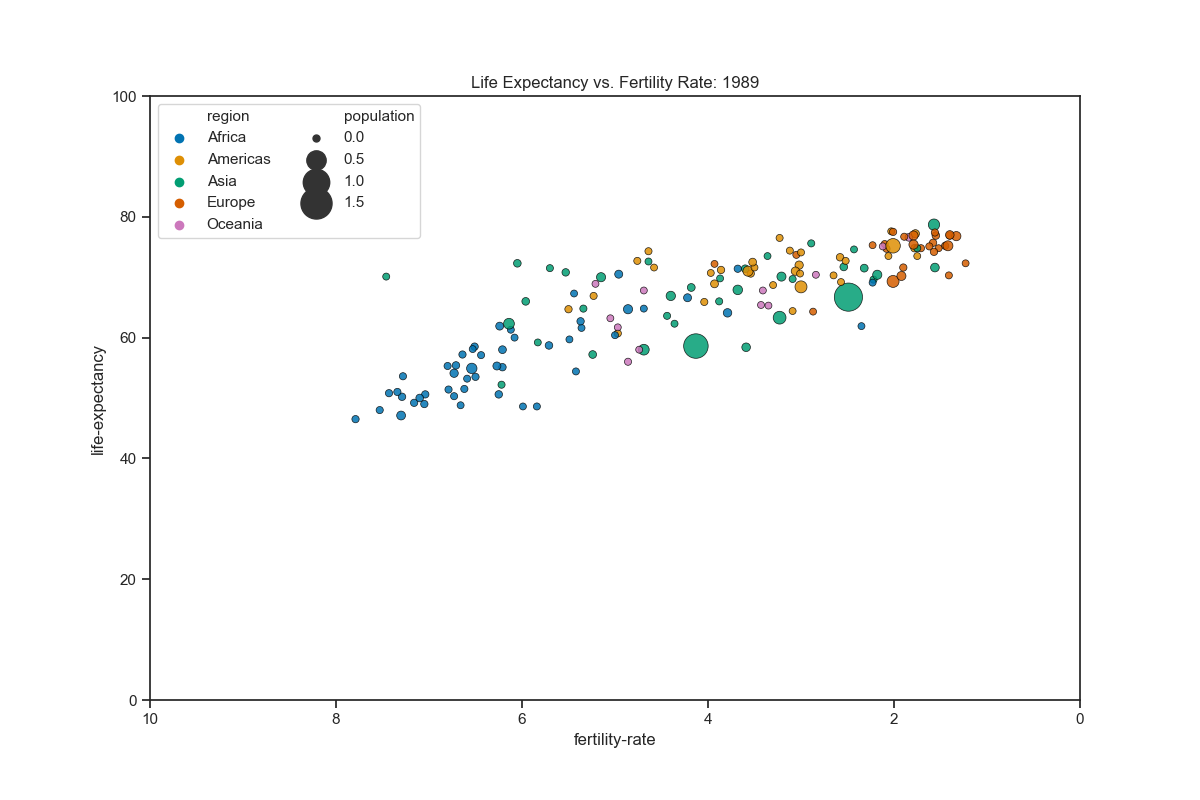 Life Expectancy vs. Fertility Rate: 1989
100
80
60
40
20
0
life-expectancy
region
Africa
Americas
Asia
Europe
Oceania
population
0.0
0.5
1.0
1.5
10
8
6
4
2
0
fertility-rate